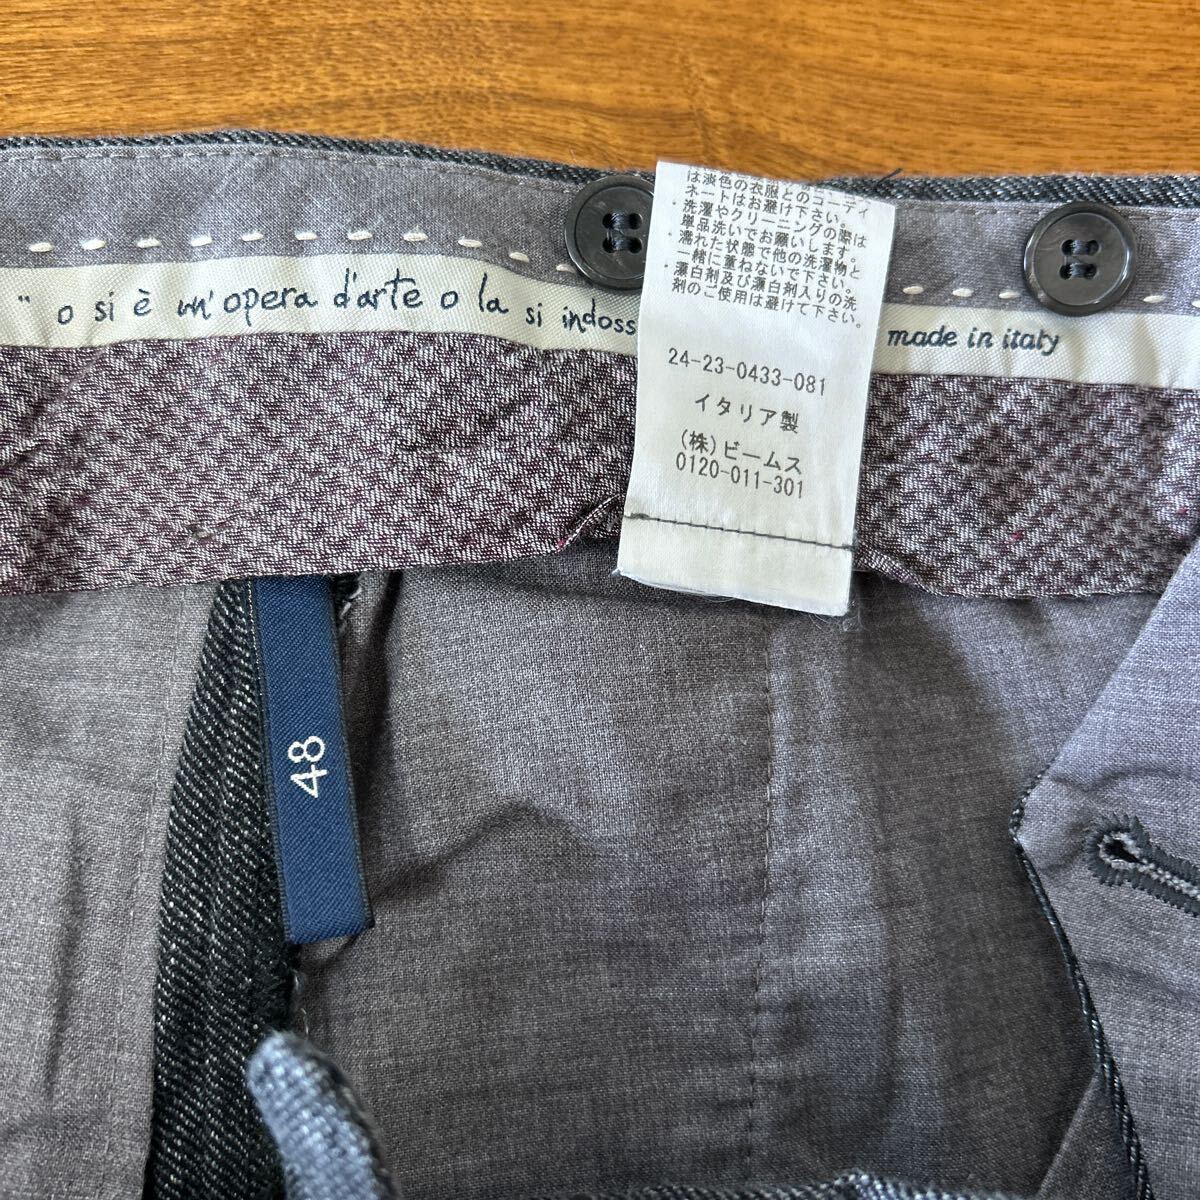 " o si è un'opera d'arte o la si indoss
made in italy
は淡色の衣服とのコーディ
ネートはお避け下さい。
・洗濯やクリーニングの際は
単品洗いでお願いします。
・濡れた状態で他の洗濯物と
一緒に重ねないで下さい。
・漂白剤及び漂白剤入りの洗
剤のご使用は避けて下さい。
24-23-0433-081
イタリア製
(株)ビームス
0120-011-301
48